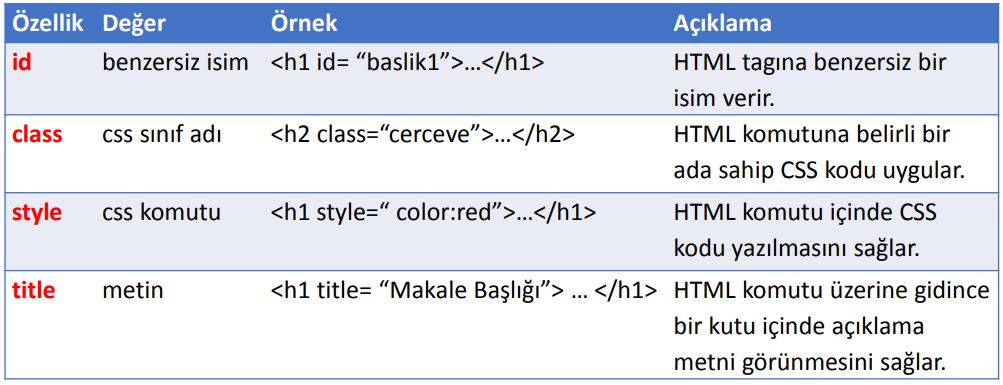 Özellik Değer Örnek Açıklama
id benzersiz isim <h1 id= “baslik1”>…</h1> HTML tagına benzersiz bir
isim verir.
class css sınıf adı <h2 class=“cerceve”>…</h2> HTML komutuna belirli bir
ada sahip CSS kodu uygular.
style css komutu <h1 style=“ color:red”>…</h1> HTML komutu içinde CSS
kodu yazılmasını sağlar.
title metin <h1 title= “Makale Başlığı”> … </h1> HTML komutu üzerine gidince
bir kutu içinde açıklama
metni görünmesini sağlar.